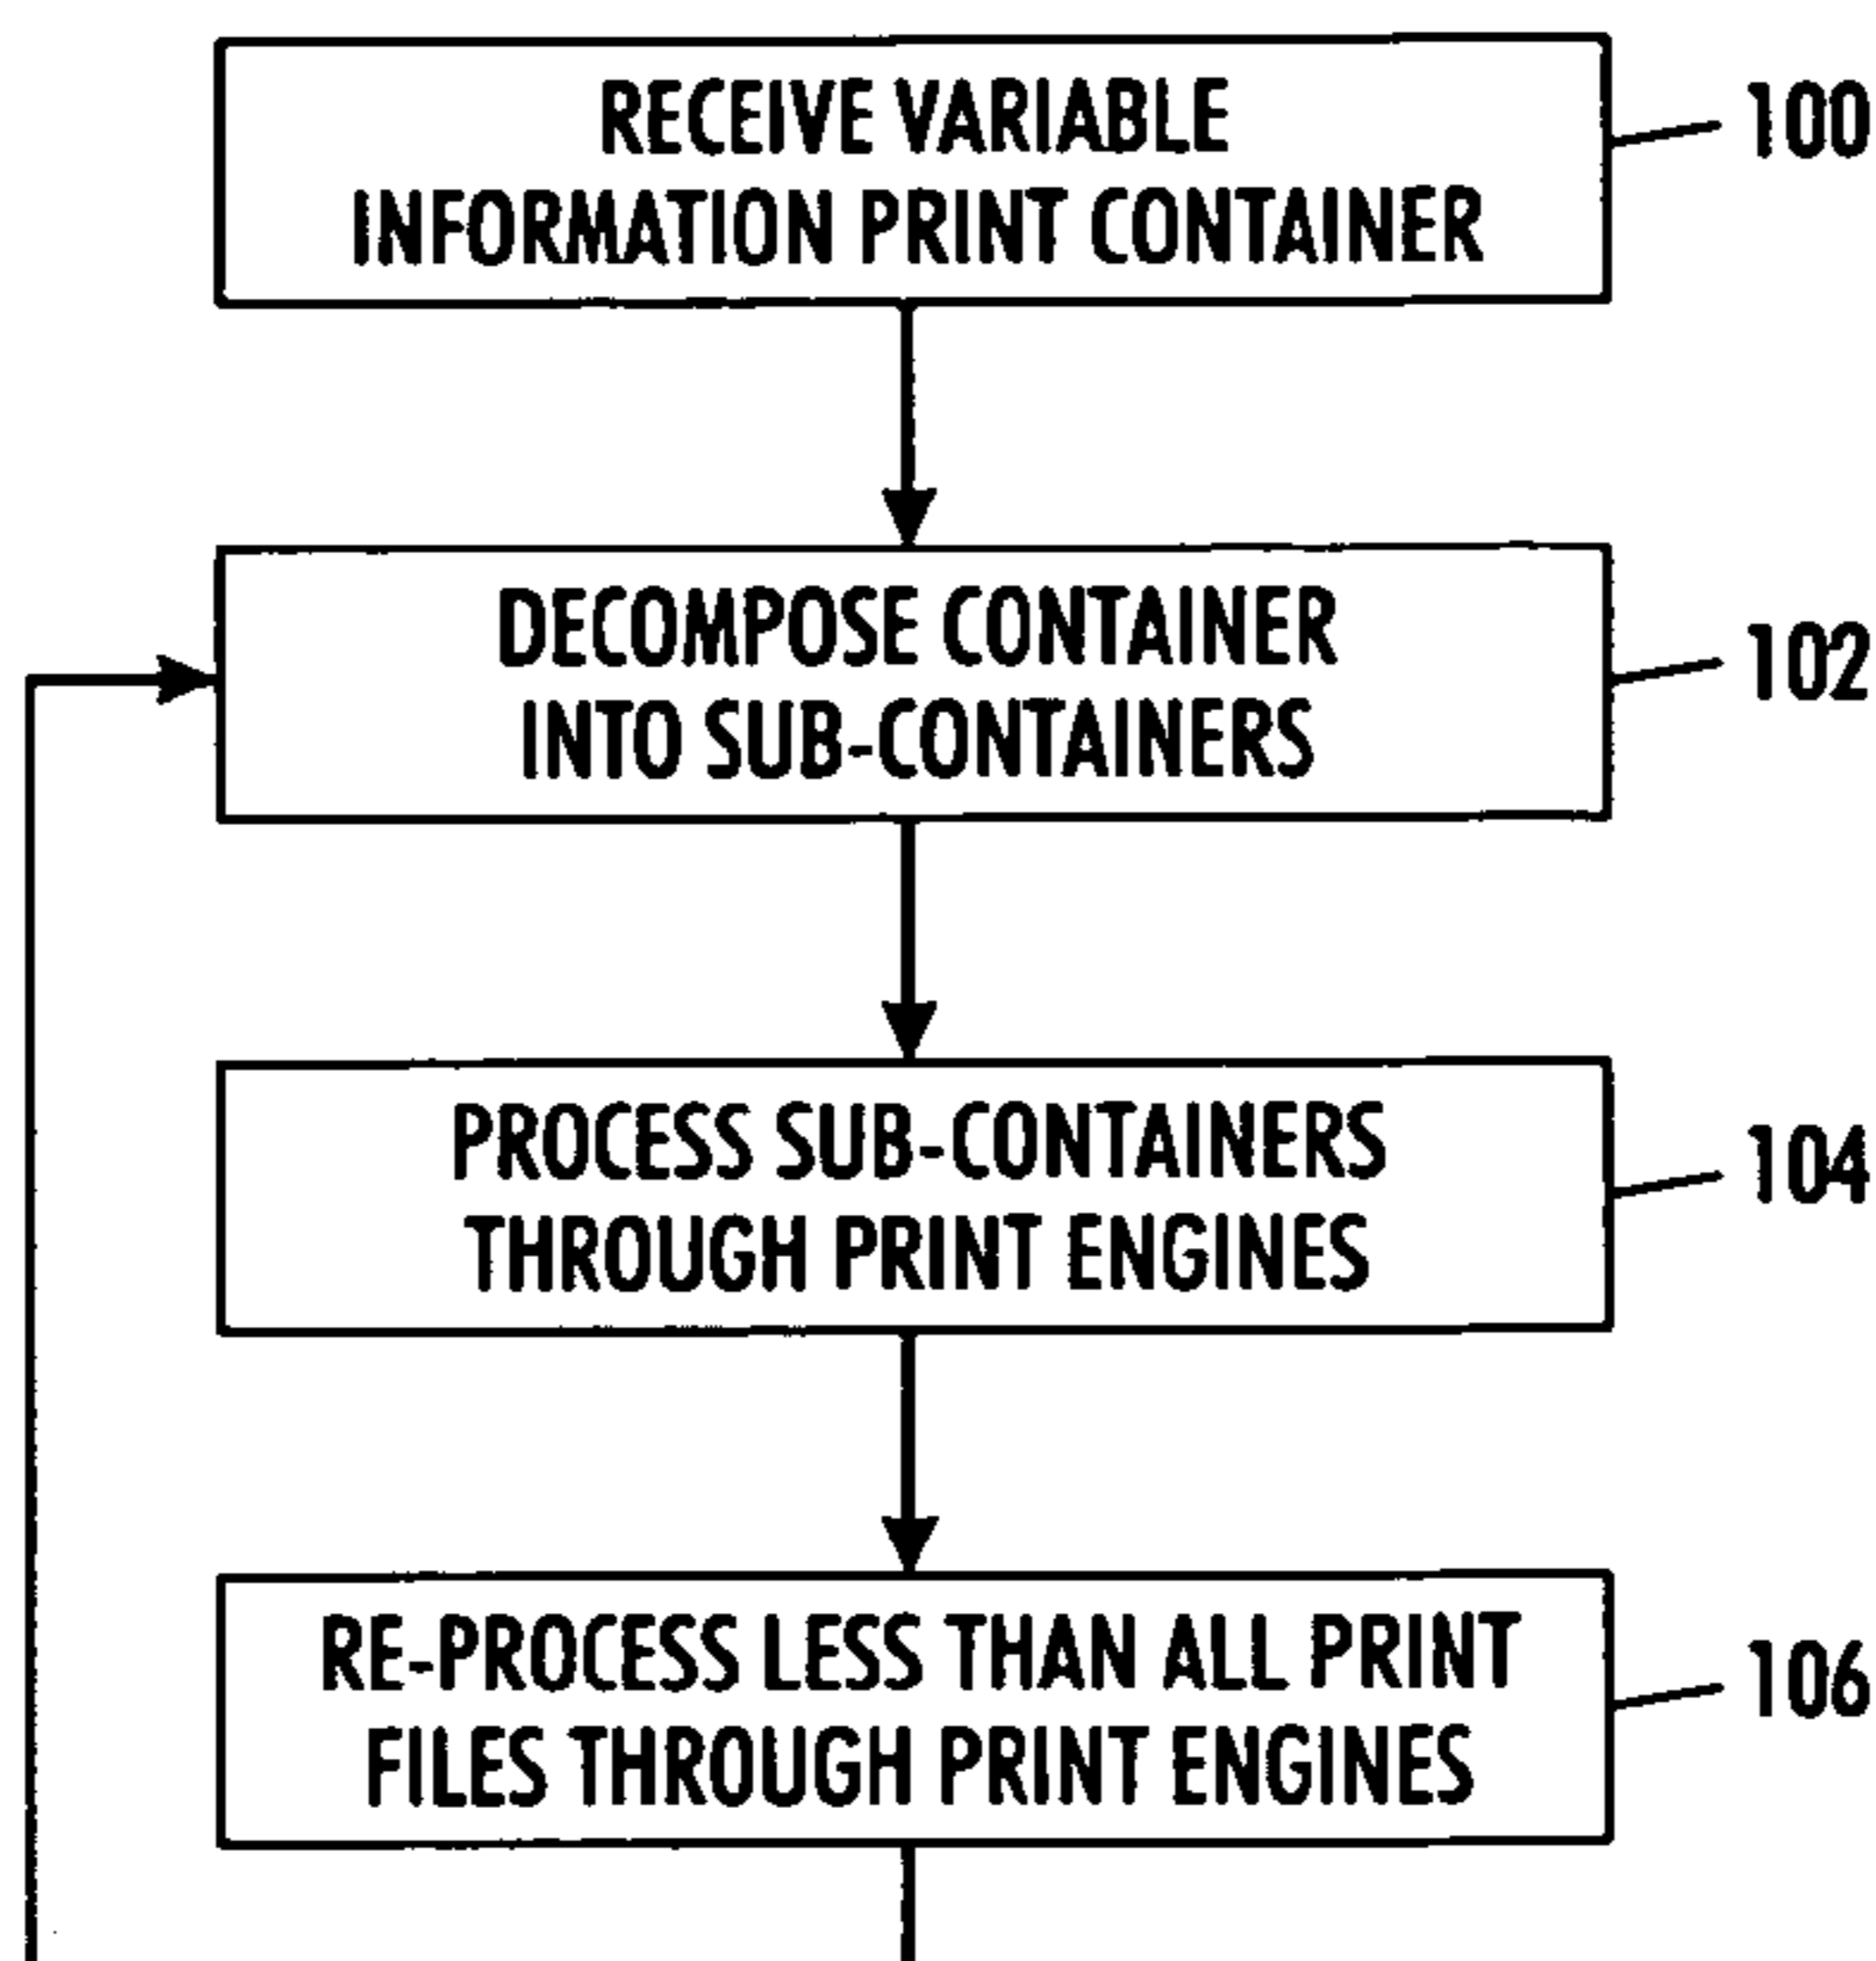 RECEIVE VARIABLE
INFORMATION PRINT CONTAINER
100
DECOMPOSE CONTAINER
INTO SUB-CONTAINERS
102
PROCESS SUB-CONTAINERS
THROUGH PRINT ENGINES
104
RE-PROCESS LESS THAN ALL PRINT
FILES THROUGH PRINT ENGINES
106